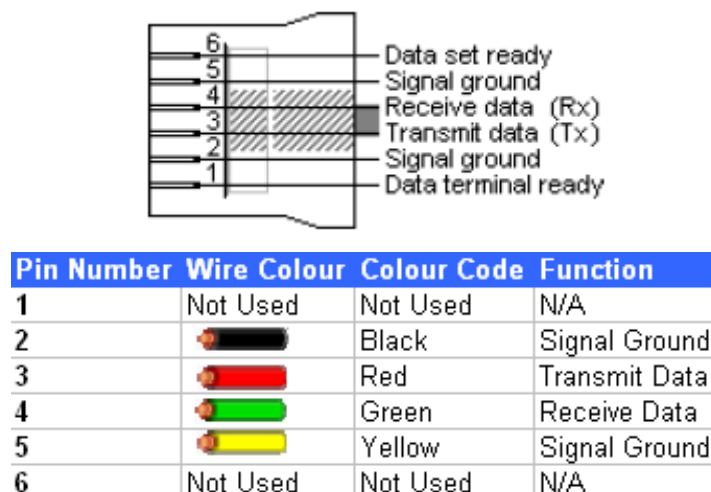 6 Data set ready
5 Signal ground
4 Receive data (Rx)
3 Transmit data (Tx)
2 Signal ground
1 Data terminal ready
Pin Number Wire Colour Colour Code Function
1 Not Used Not Used N/A
2 Black Signal Ground
3 Red Transmit Data
4 Green Receive Data
5 Yellow Signal Ground
6 Not Used Not Used N/A